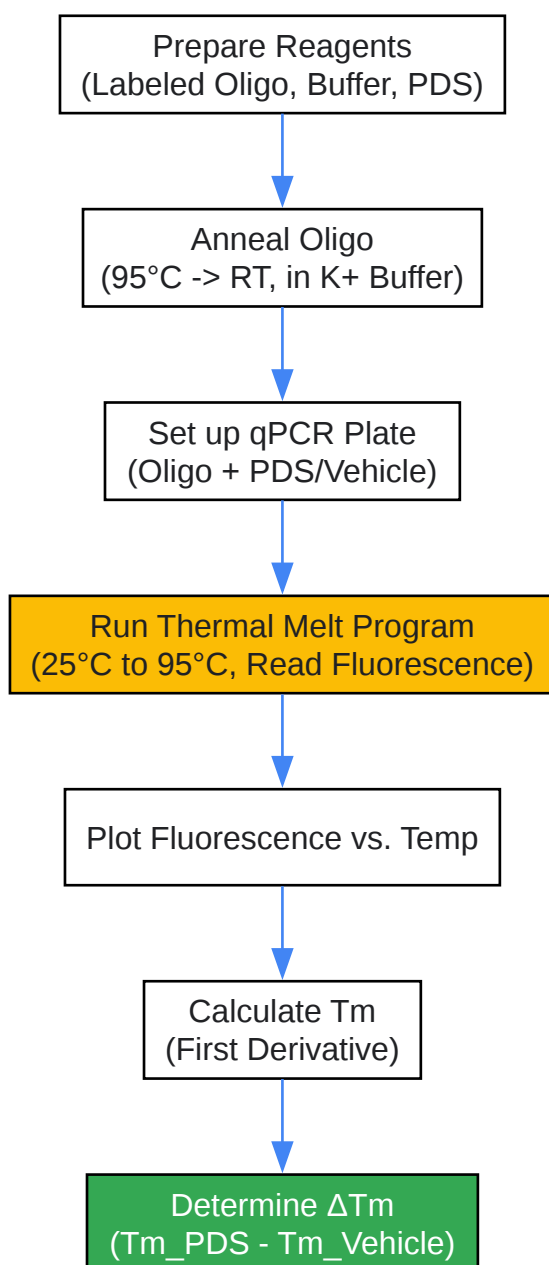 Prepare Reagents
(Labeled Oligo, Buffer, PDS)
Anneal Oligo
(95°C -> RT, in K+ Buffer)
Set up qPCR Plate
(Oligo + PDS/Vehicle)
Run Thermal Melt Program
(25°C to 95°C, Read Fluorescence)
Plot Fluorescence vs. Temp
Calculate Tm
(First Derivative)
Determine ΔTm
(Tm_PDS - Tm_Vehicle)